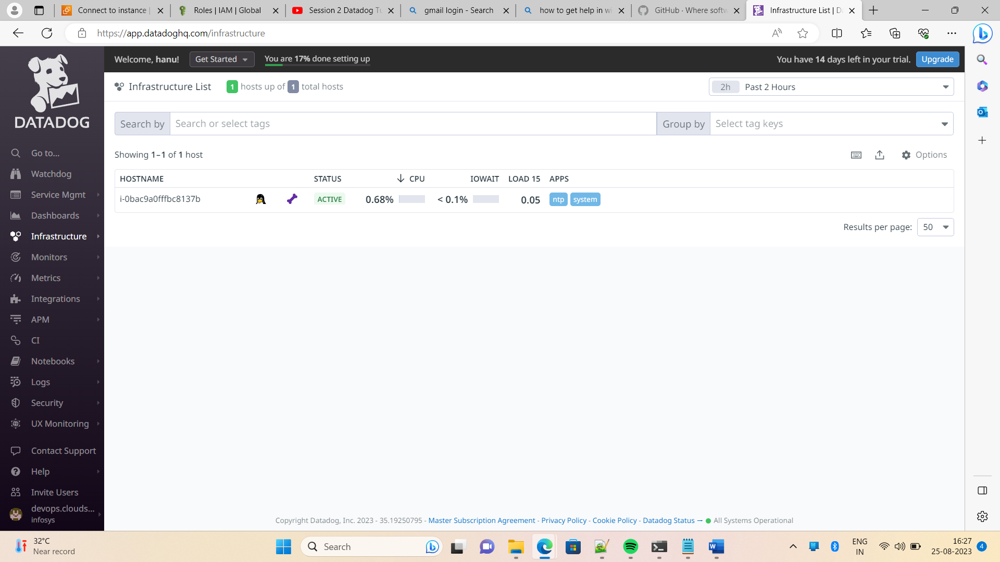 Connect to instance |
Roles | IAM | Global
Session 2 Datadog Tu
gmail login - Search
how to get help in wi
GitHub · Where softw
Infrastructure List | Da
https://app.datadoghq.com/infrastructure
DATADOG
Go to...
Watchdog
Service Mgmt
Dashboards
Infrastructure
Monitors
Metrics
Integrations
APM
CI
Notebooks
Logs
Security
UX Monitoring
Contact Support
Help
Invite Users
devops.clouds...
infosys
Welcome, hanu!
Get Started
You are 17% done setting up
You have 14 days left in your trial.
Upgrade
Infrastructure List
1 hosts up of 1 total hosts
2h Past 2 Hours
Search by Search or select tags
Group by Select tag keys
Showing 1–1 of 1 host
Options
HOSTNAME STATUS CPU IOWAIT LOAD 15 APPS
i-0bac9a0fffbc8137b ACTIVE 0.68% < 0.1% 0.05 ntp system
Results per page: 50
Copyright Datadog, Inc. 2023 - 35.19250795 - Master Subscription Agreement - Privacy Policy - Cookie Policy - Datadog Status → All Systems Operational
32°C
Near record
Search
ENG
IN
16:27
25-08-2023
4